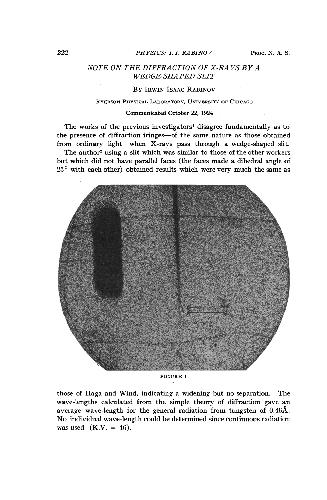 222 PHYSICS: I. I. RABINOV PROC. N. A. S.
NOTE ON THE DIFFRACTION OF X-RAYS BY A
WEDGE-SHAPED SLIT
BY IRWIN ISAAC RABINOV
RYERSON PHYSICAL LABORATORY, UNIVERSITY OF CHICAGO
Communicated October 22, 1924
The works of the previous investigators¹ disagree fundamentally as to
the presence of diffraction fringes—of the same nature as those obtained
from ordinary light—when X-rays pass through a wedge-shaped slit.
The author² using a slit which was similar to those of the other workers
but which did not have parallel faces (the faces made a dihedral angle of
25° with each other) obtained results which were very much the same as
FIGURE 1
those of Haga and Wind, indicating a widening but no separation. The
wave-lengths calculated from the simple theory of diffraction gave an
average wave-length for the general radiation from tungsten of 0.46Å.
No individual wave-length could be determined since continuous radiation
was used (K.V. = 46).